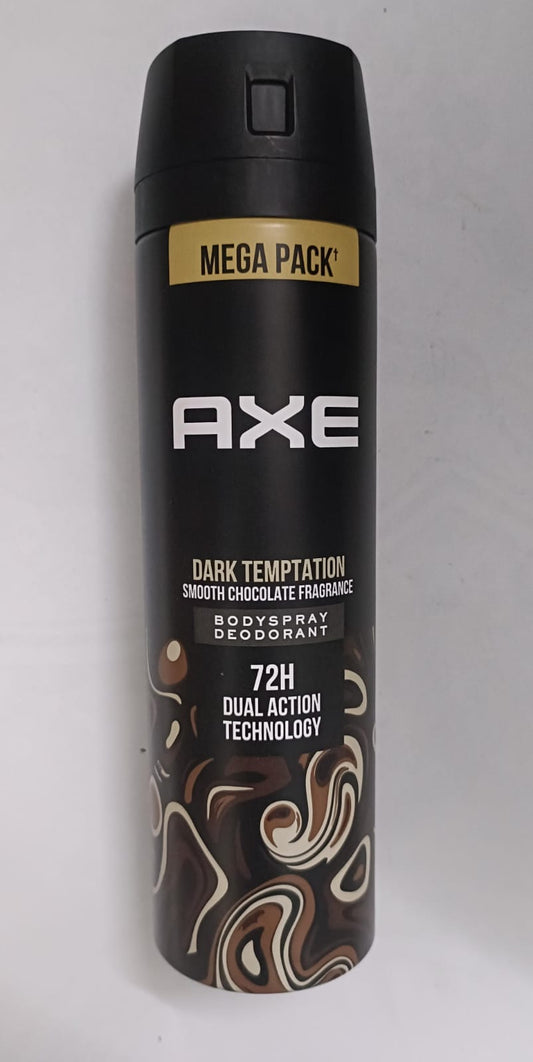 MEGA PACK†
AXE
DARK TEMPTATION
SMOOTH CHOCOLATE FRAGRANCE
BODYSPRAY
DEODORANT
72H
DUAL ACTION
TECHNOLOGY